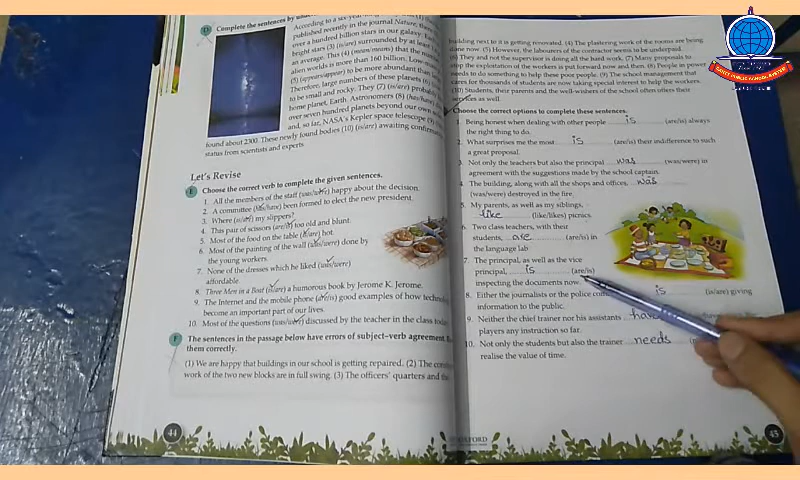 D Complete the sentences by
According to a six-year
published recently in the journal Nature,
over a hundred billion stars in our galaxy.
bright stars (3) (is/are) surrounded by at least
an average. Thus (4) (mean/means) that the
alien worlds is more than 160 billion.
(5) (appears/appear) to be more abundant than
Therefore, large numbers of these planets (6)
to be small and rocky. They (7) (is/are)
home planet, Earth. Astronomers (8)
over seven hundred planets beyond our own
and, so far, NASA's Kepler space telescope (9)
found about 2300. These newly found bodies (10) (is/are) awaiting
status from scientists and experts.
Let's Revise
E Choose the correct verb to complete the given sentences.
1. All the members of the staff (was/were) happy about the decision.
2. A committee (has/have) been formed to elect the new president.
3. Where (is/are) my slippers?
4. This pair of scissors (are/is) too old and blunt.
5. Most of the food on the table (is/are) hot.
6. Most of the painting of the wall (was/were) done by
the young workers.
7. None of the dresses which he liked (was/were)
affordable.
8. Three Men in a Boat (is/are) a humorous book by Jerome K. Jerome.
9. The Internet and the mobile phone (are/is) good examples of how
become an important part of our lives.
10. Most of the questions (was/were) discussed by the teacher in the class
F The sentences in the passage below have errors of subject-verb agreement.
them correctly.
(1) We are happy that buildings in our school is getting repaired. (2) The
work of the two new blocks are in full swing. (3) The officers' quarters and the
44
building next to it is getting renovated. (4) The plastering work of the rooms are being
done now. (5) However, the labourers of the contractor seems to be underpaid.
(6) They and not the supervisor is doing all the hard work. (7) Many proposals to
stop the exploitation of the workers is put forward now and then. (8) People in power
needs to do something to help these poor people. (9) The school management that
cares for thousands of students are now taking special interest to help the workers.
(10) Students, their parents and the well-wishers of the school often offers their
services as well.
Choose the correct options to complete these sentences.
1. Being honest when dealing with other people is (are/is) always
the right thing to do.
2. What surprises me the most is (are/is) their indifference to such
a great proposal.
3. Not only the teachers but also the principal was (was/were) in
agreement with the suggestions made by the school captain.
4. The building, along with all the shops and offices, was
(was/were) destroyed in the fire.
5. My parents, as well as my siblings,
like (like/likes) picnics.
6. Two class teachers, with their
students, are (are/is) in
the language lab.
7. The principal, as well as the vice
principal, is (are/is)
inspecting the documents now.
8. Either the journalists or the police is (is/are) giving
information to the public.
9. Neither the chief trainer nor his assistants
players any instruction so far.
10. Not only the students but also the trainer needs
realise the value of time.
45